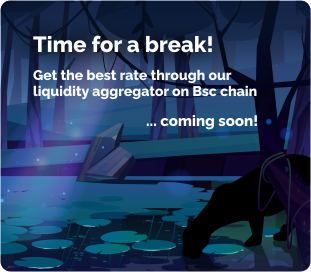 Time for a break!
Get the best rate through our
liquidity aggregator on Bsc chain
... coming soon!